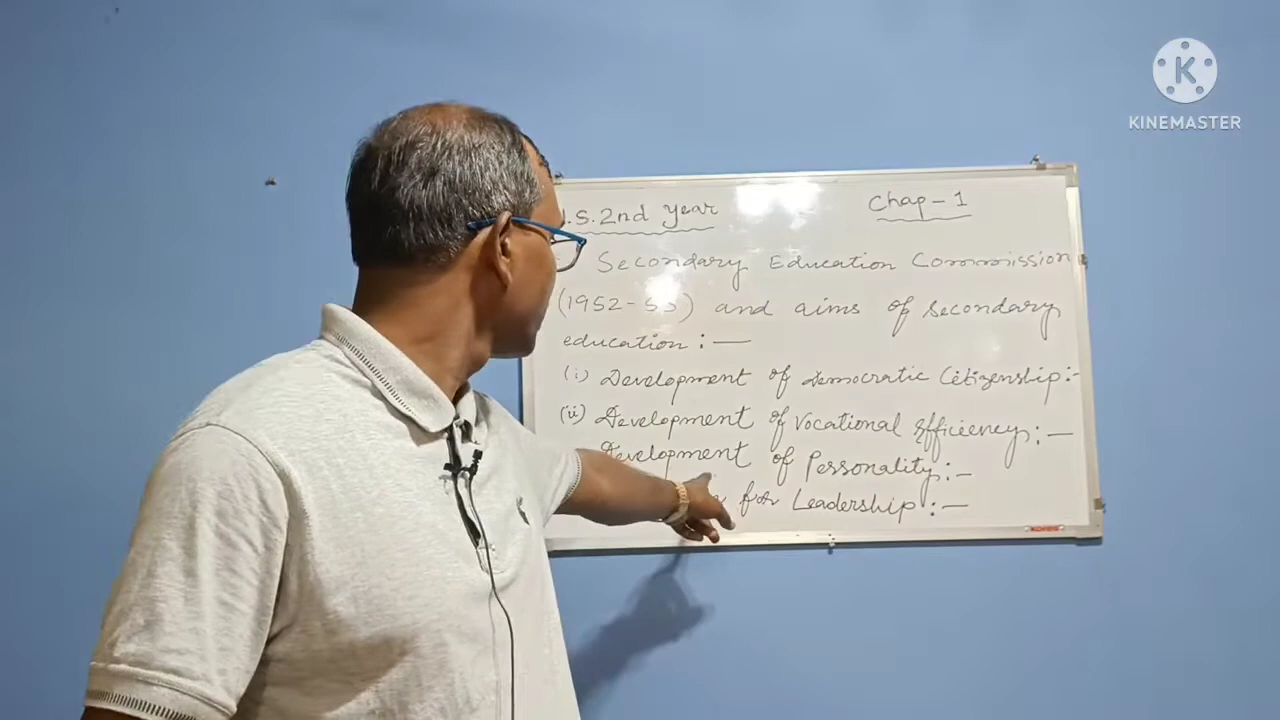 .S. 2nd year
Chap - 1
Secondary Education Commission
(1952-53) and aims of secondary
education : —
(i) Development of Democratic Citizenship:-
(ii) Development of Vocational Efficiency: —
Development of Personality: —
for Leadership: —
KINEMASTER